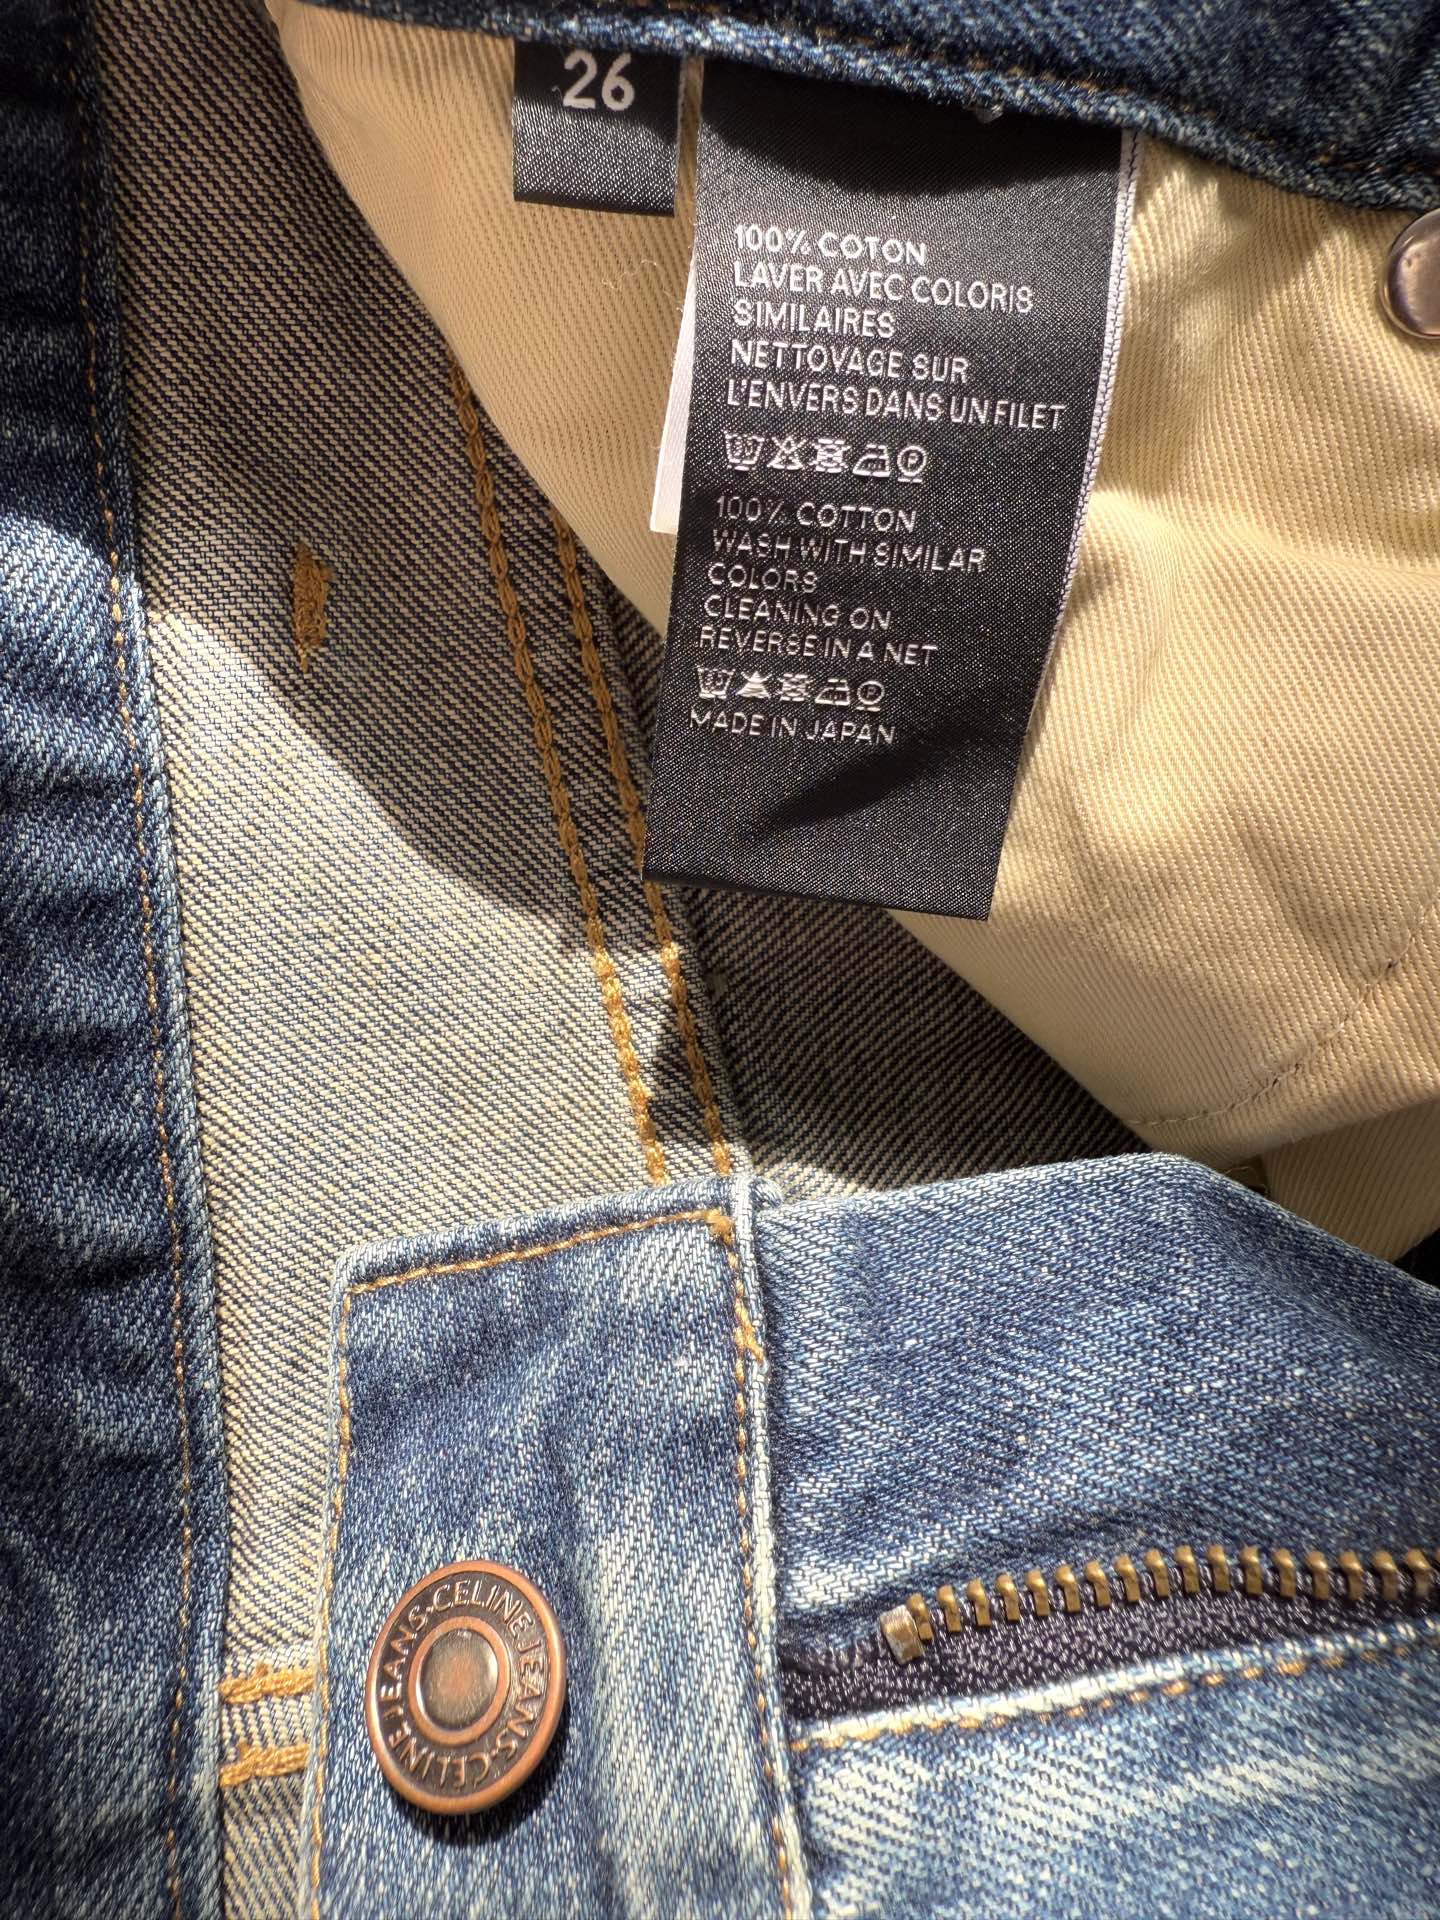 26
100% COTON
LAVER AVEC COLORIS
SIMILAIRES
NETTOVAGE SUR
L'ENVERS DANS UN FILET
100% COTTON
WASH WITH SIMILAR
COLORS
CLEANING ON
REVERSE IN A NET
MADE IN JAPAN
CELINE JEANS · CELINE JEANS ·